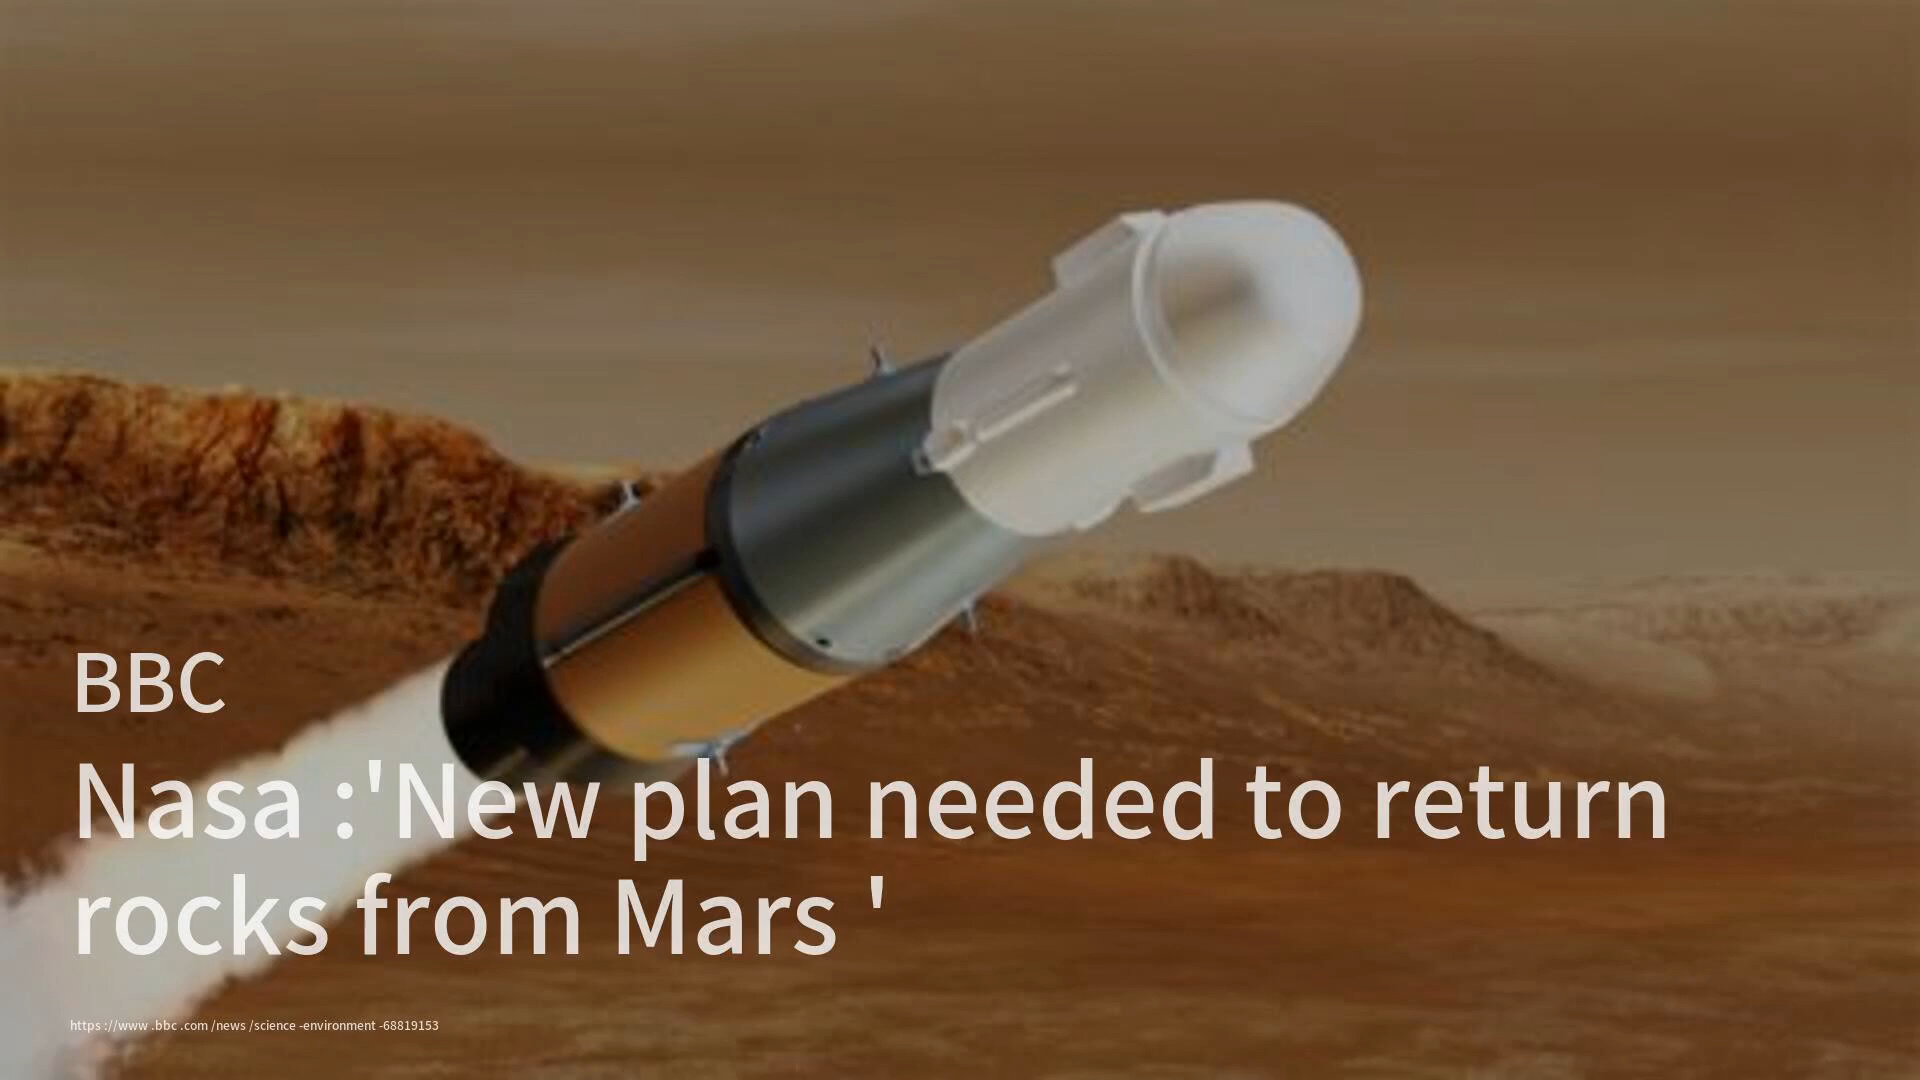 BBC
Nasa :'New plan needed to return
rocks from Mars '
https ://www .bbc .com /news /science -environment -68819153